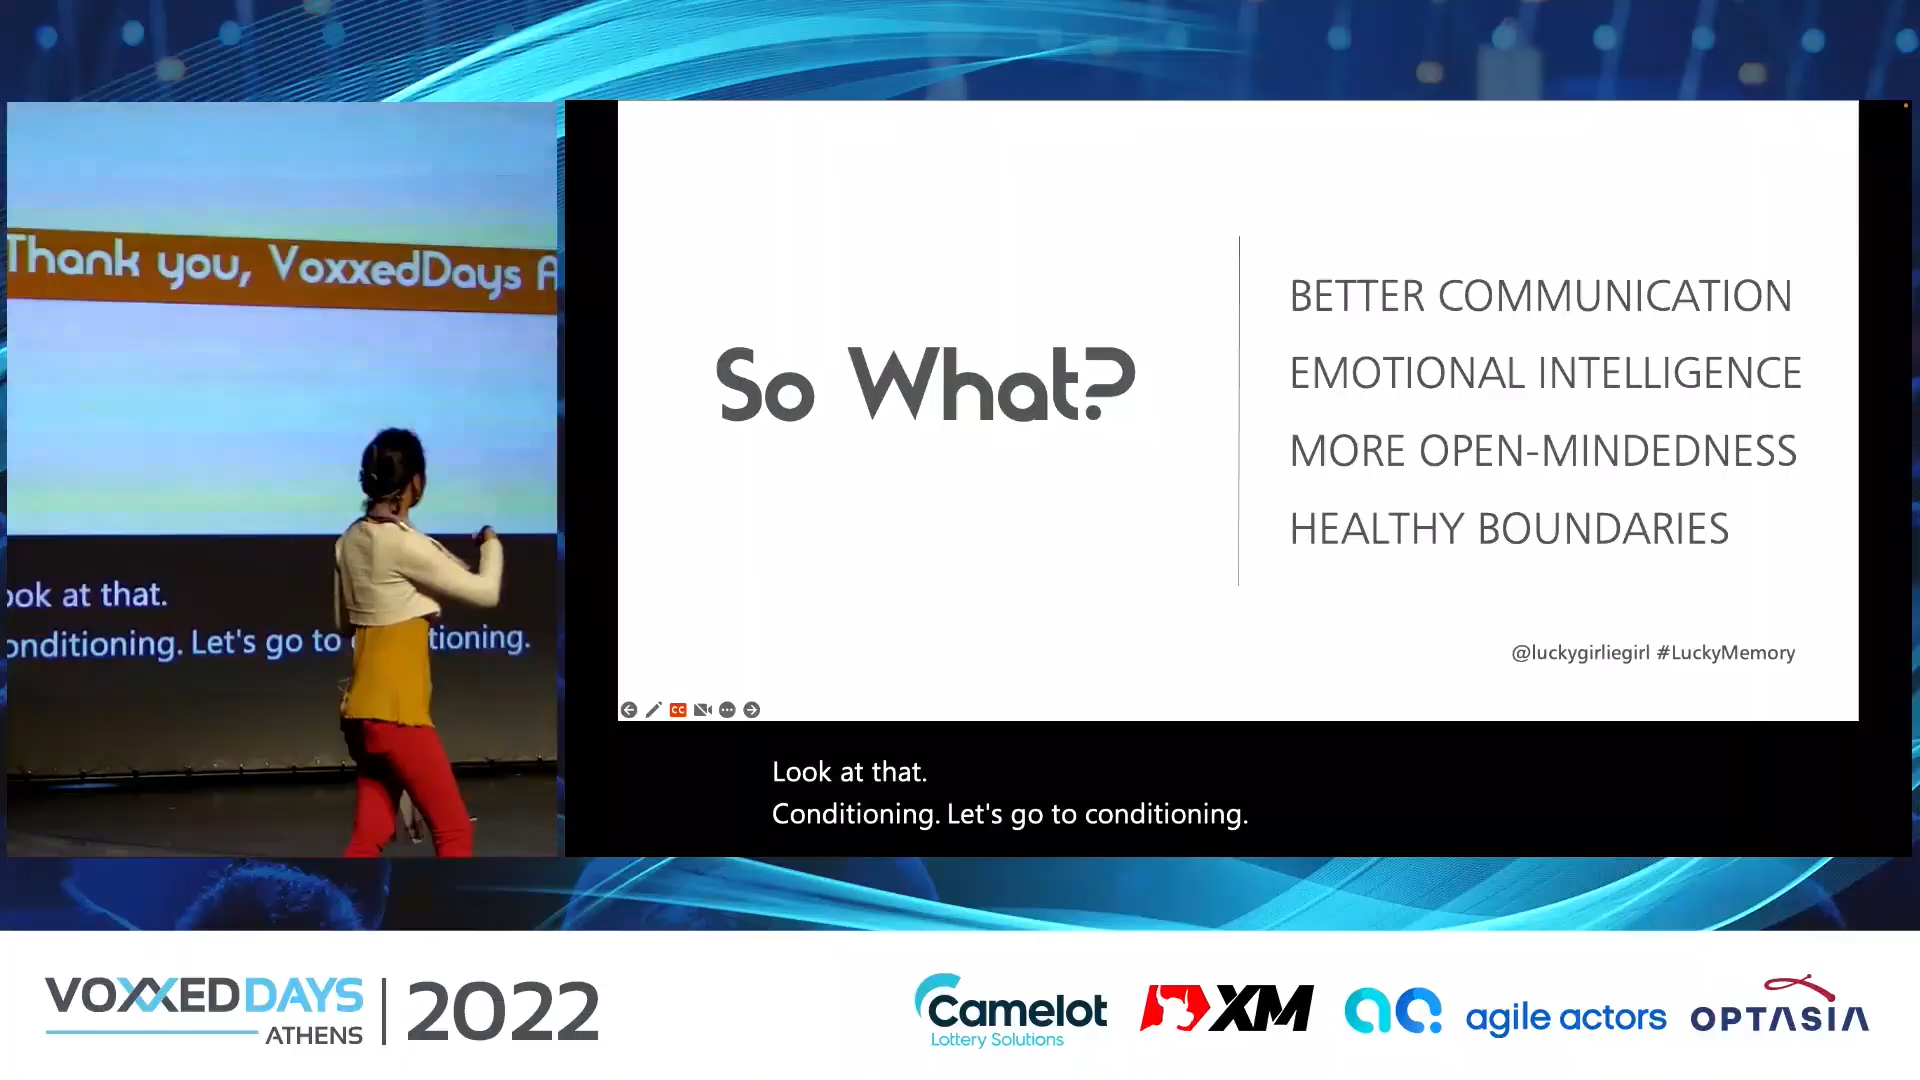 Thank you, VoxxedDays A
ook at that.
onditioning. Let's go to tioning.
So What?
BETTER COMMUNICATION
EMOTIONAL INTELLIGENCE
MORE OPEN-MINDEDNESS
HEALTHY BOUNDARIES
@luckygirliegirl #LuckyMemory
CC
Look at that.
Conditioning. Let's go to conditioning.
VOXXEDDAYS
ATHENS
2022
Camelot
Lottery Solutions
XM
agile actors
OPTASIA